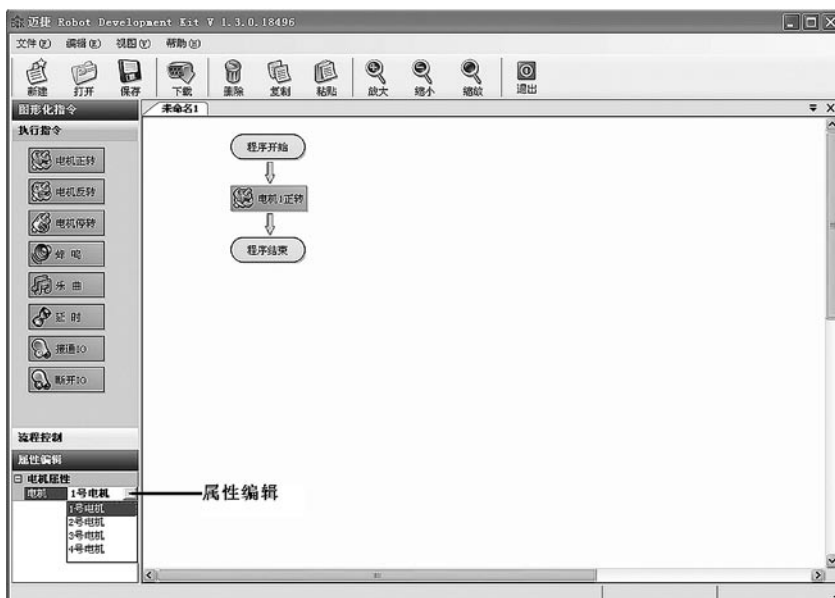 迈捷 Robot Development Kit V 1.3.0.18496
文件(F) 编辑(E) 视图(V) 帮助(H)
新建 打开 保存 下载 删除 复制 粘贴 放大 缩小 缩放 退出
图形化指令
未命名1
执行指令
电机正转
电机反转
电机停转
蜂 鸣
乐 曲
延 时
接通IO
断开IO
程序开始
电机1正转
程序结束
流程控制
属性编辑
电机属性
电机 1号电机
属性编辑
1号电机
2号电机
3号电机
4号电机